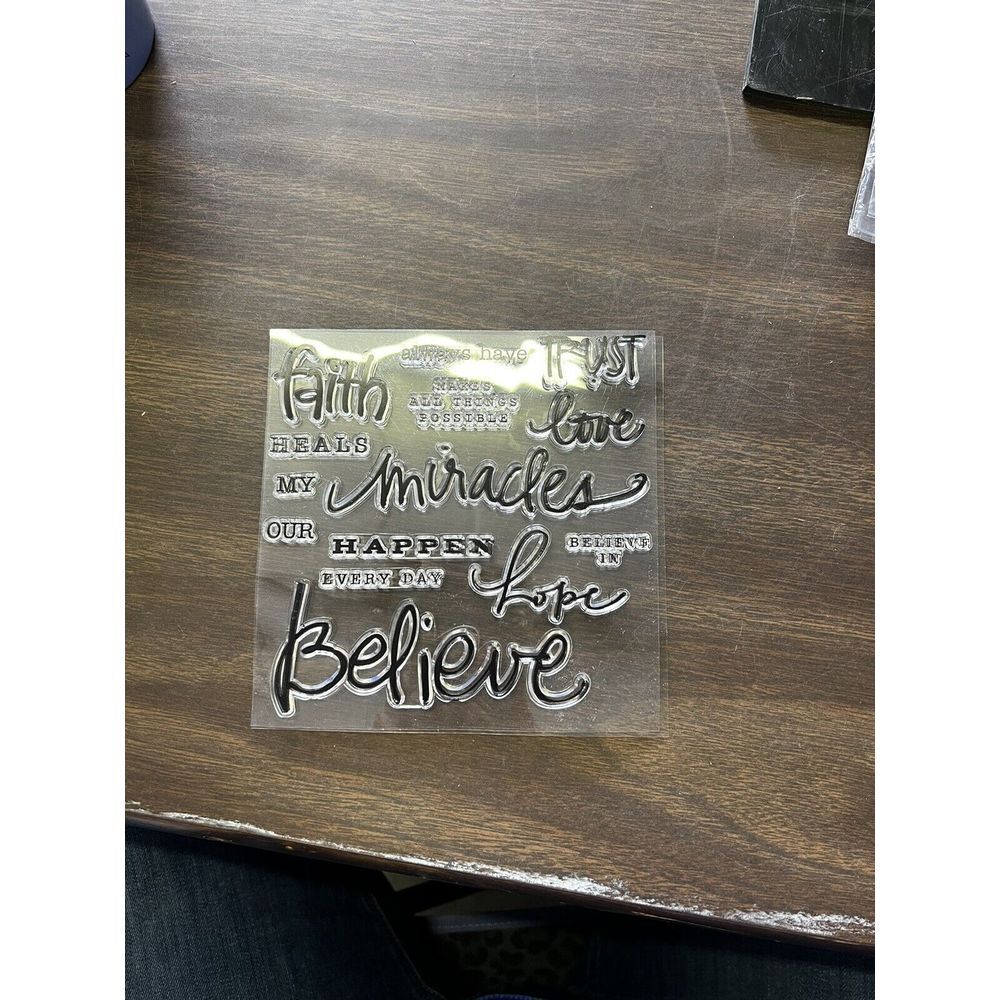 faith
always have
TRUST
MAKES
ALL THINGS
POSSIBLE
love
HEALS
miracles
MY
OUR
HAPPEN
BELIEVE
IN
EVERY DAY
hope
Believe